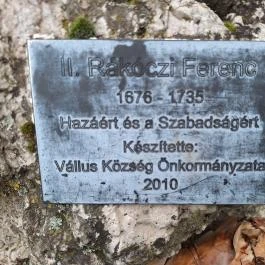 II. Rákóczi Ferenc
1676 - 1735
Hazáért és a Szabadságért
Készítette:
Vállus Község Önkormányzata
2010